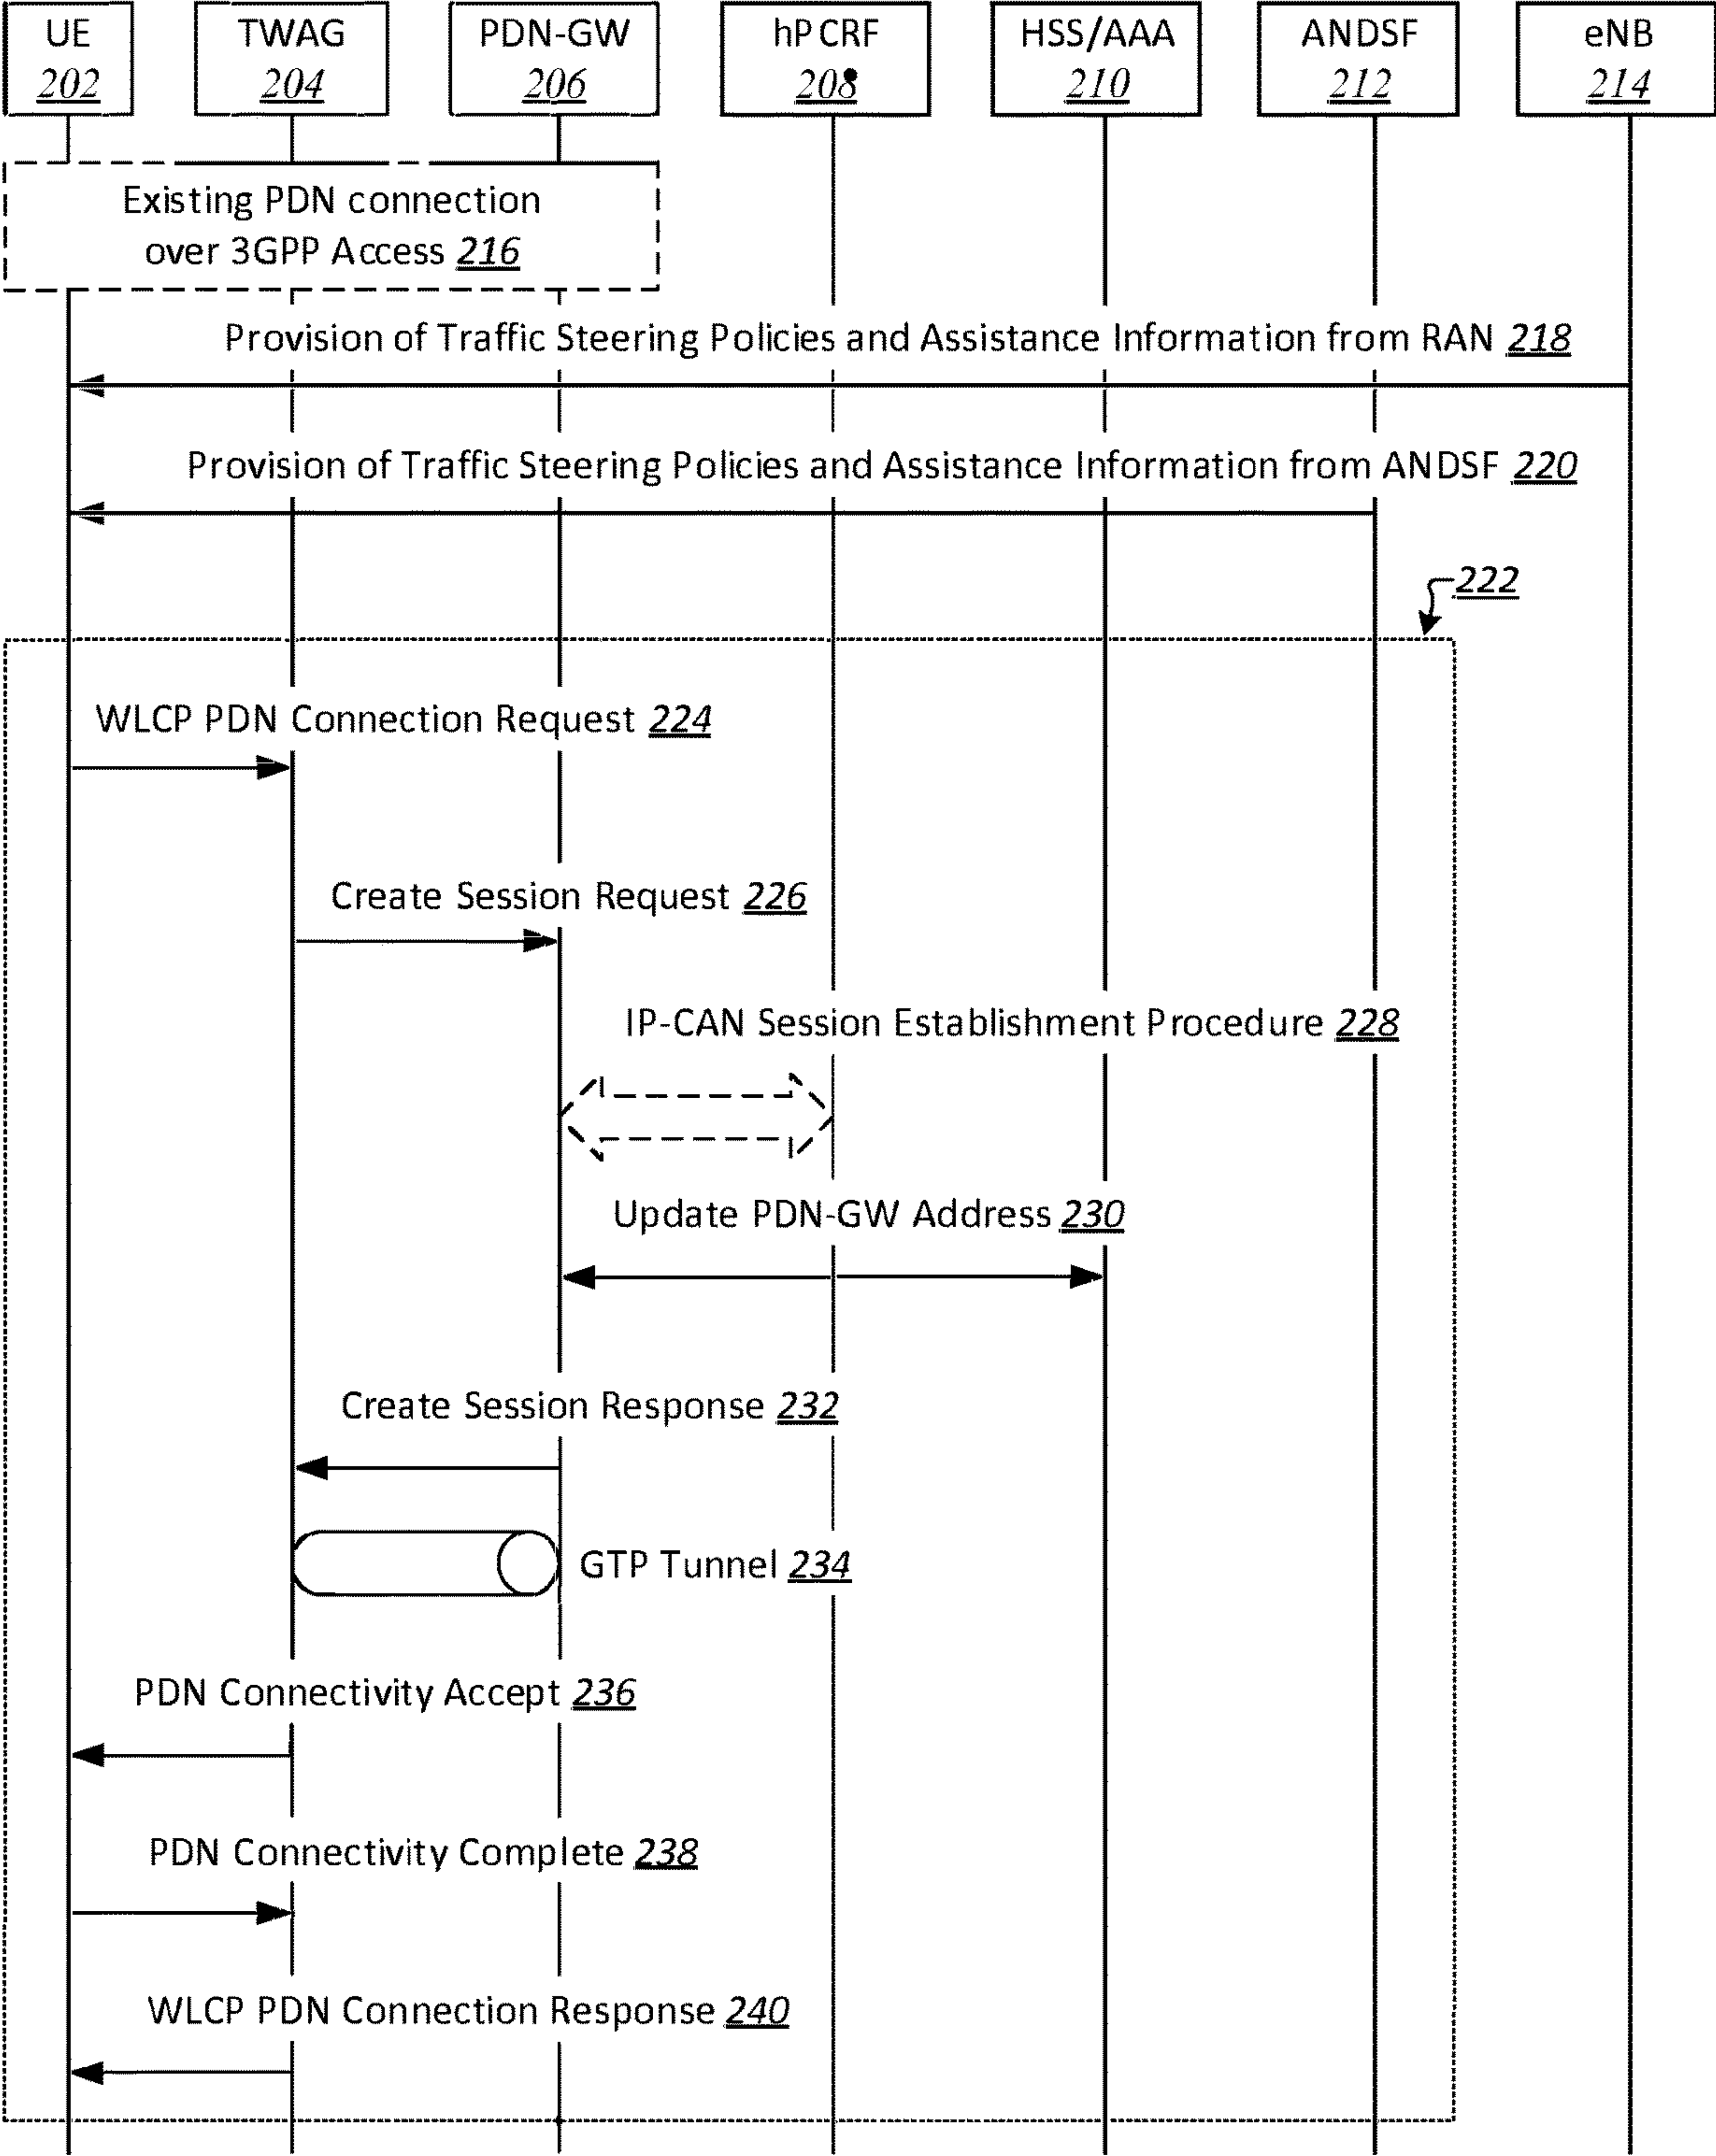 UE
202
TWAG
204
PDN-GW
206
hPCRF
208
HSS/AAA
210
ANDSF
212
eNB
214
Existing PDN connection
over 3GPP Access 216
Provision of Traffic Steering Policies and Assistance Information from RAN 218
Provision of Traffic Steering Policies and Assistance Information from ANDSF 220
222
WLCP PDN Connection Request 224
Create Session Request 226
IP-CAN Session Establishment Procedure 228
Update PDN-GW Address 230
Create Session Response 232
GTP Tunnel 234
PDN Connectivity Accept 236
PDN Connectivity Complete 238
WLCP PDN Connection Response 240